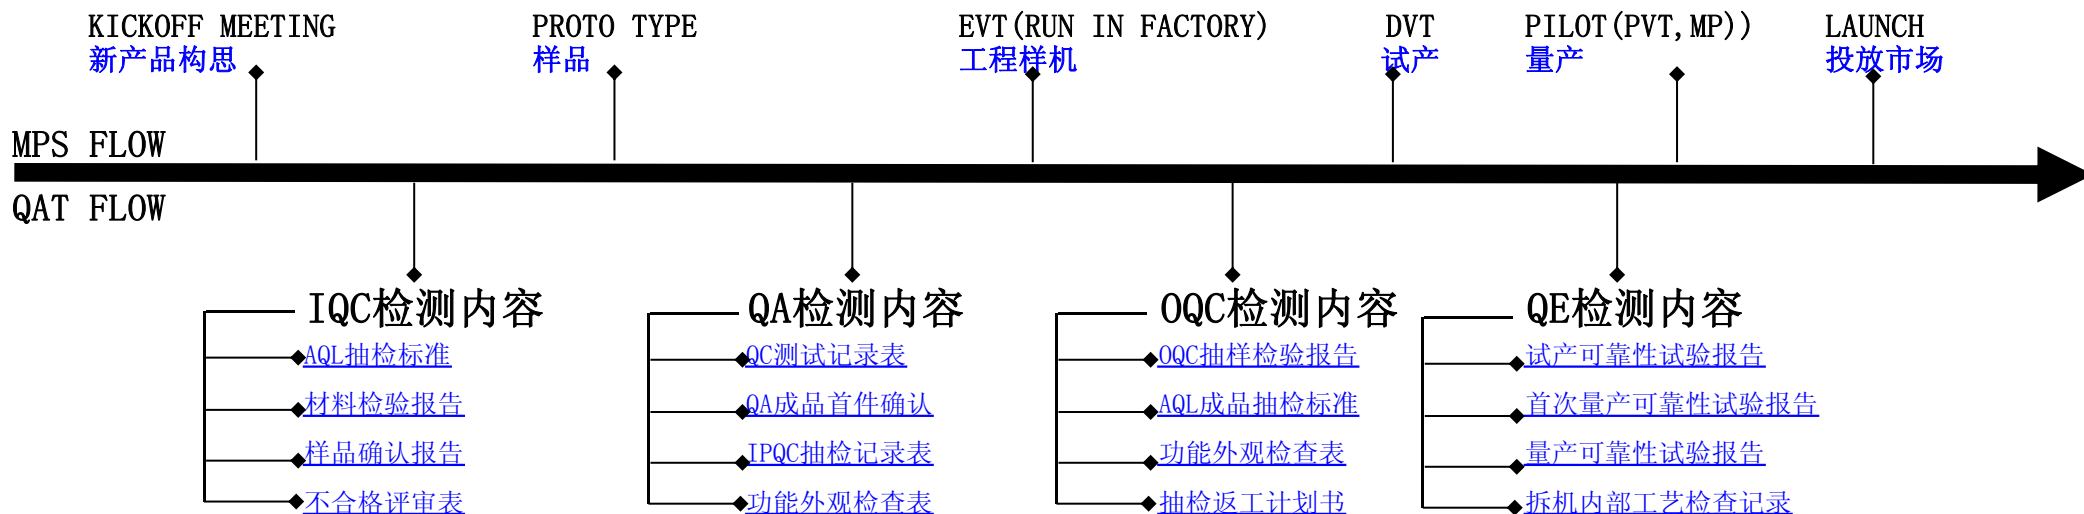 KICKOFF MEETING
新产品构思
PROTO TYPE
样品
EVT(RUN IN FACTORY)
工程样机
DVT
试产
PILOT(PVT,MP))
量产
LAUNCH
投放市场
MPS FLOW
QAT FLOW
IQC检测内容
AQL抽检标准
材料检验报告
样品确认报告
不合格评审表
QA检测内容
QC测试记录表
QA成品首件确认
IPQC抽检记录表
功能外观检查表
OQC检测内容
OQC抽样检验报告
AQL成品抽检标准
功能外观检查表
抽检返工计划书
QE检测内容
试产可靠性试验报告
首次量产可靠性试验报告
量产可靠性试验报告
拆机内部工艺检查记录